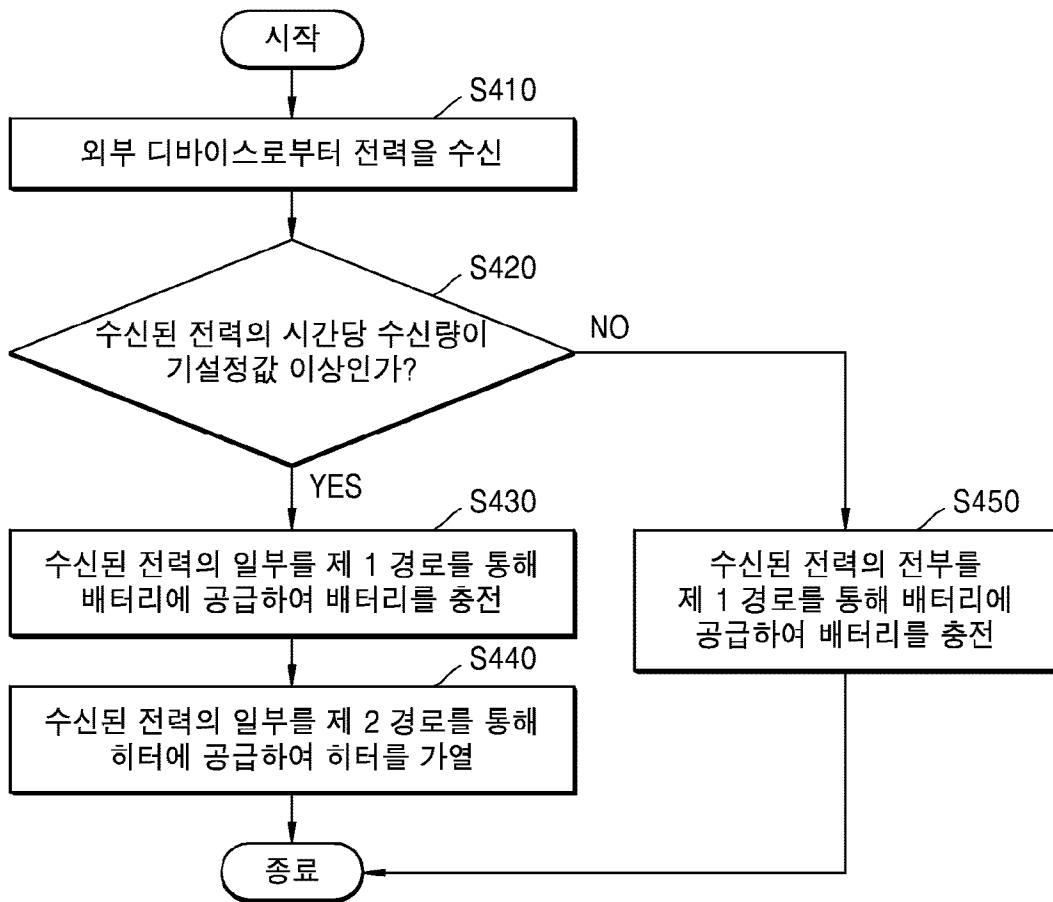 시작
S410
외부 디바이스로부터 전력을 수신
S420
수신된 전력의 시간당 수신량이
기설정값 이상인가?
NO
YES
S430
수신된 전력의 일부를 제 1 경로를 통해
배터리에 공급하여 배터리를 충전
S450
수신된 전력의 전부를
제 1 경로를 통해 배터리에
공급하여 배터리를 충전
S440
수신된 전력의 일부를 제 2 경로를 통해
히터에 공급하여 히터를 가열
종료